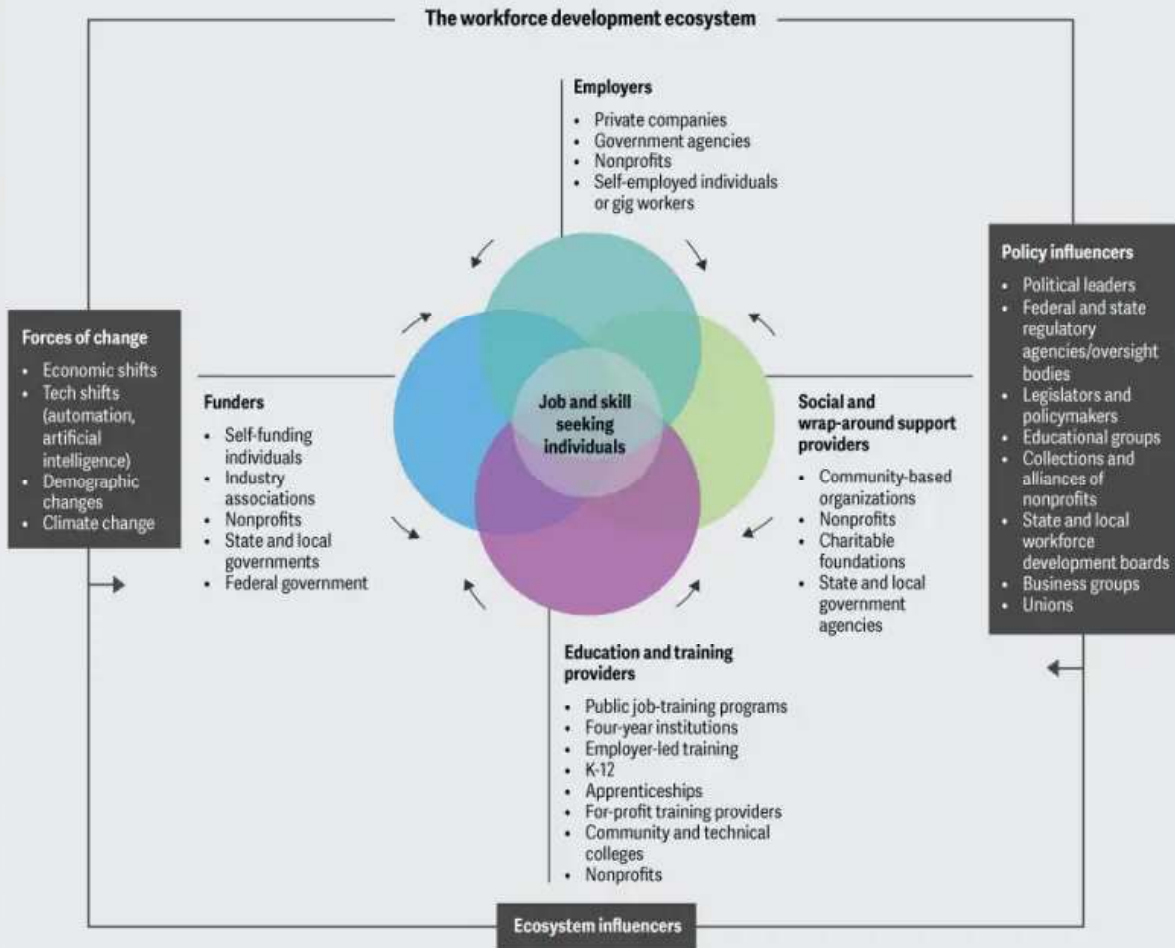 The workforce development ecosystem
Employers
• Private companies
• Government agencies
• Nonprofits
• Self-employed individuals
or gig workers
Forces of change
• Economic shifts
• Tech shifts
(automation,
artificial
intelligence)
• Demographic
changes
• Climate change
Funders
• Self-funding
individuals
• Industry
associations
• Nonprofits
• State and local
governments
• Federal government
Job and skill
seeking
individuals
Social and
wrap-around support
providers
• Community-based
organizations
• Nonprofits
• Charitable
foundations
• State and local
government
agencies
Policy influencers
• Political leaders
• Federal and state
regulatory
agencies/oversight
bodies
• Legislators and
policymakers
• Educational groups
• Collections and
alliances of
nonprofits
• State and local
workforce
development boards
• Business groups
• Unions
Education and training
providers
• Public job-training programs
• Four-year institutions
• Employer-led training
• K-12
• Apprenticeships
• For-profit training providers
• Community and technical
colleges
• Nonprofits
Ecosystem influencers